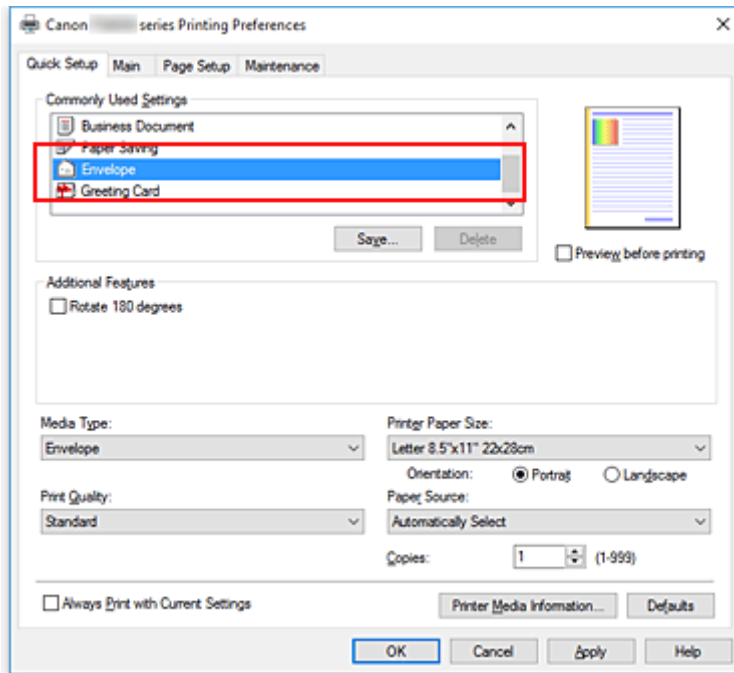 Canon series Printing Preferences
Quick Setup Main Page Setup Maintenance
Commonly Used Settings
Business Document
Paper Saving
Envelope
Greeting Card
Save... Delete
Preview before printing
Additional Features
Rotate 180 degrees
Media Type:
Envelope
Printer Paper Size:
Letter 8.5"x11" 22x28cm
Orientation: Portrait Landscape
Print Quality:
Standard
Paper Source:
Automatically Select
Copies: 1 (1-999)
Always Print with Current Settings
Printer Media Information... Defaults
OK Cancel Apply Help